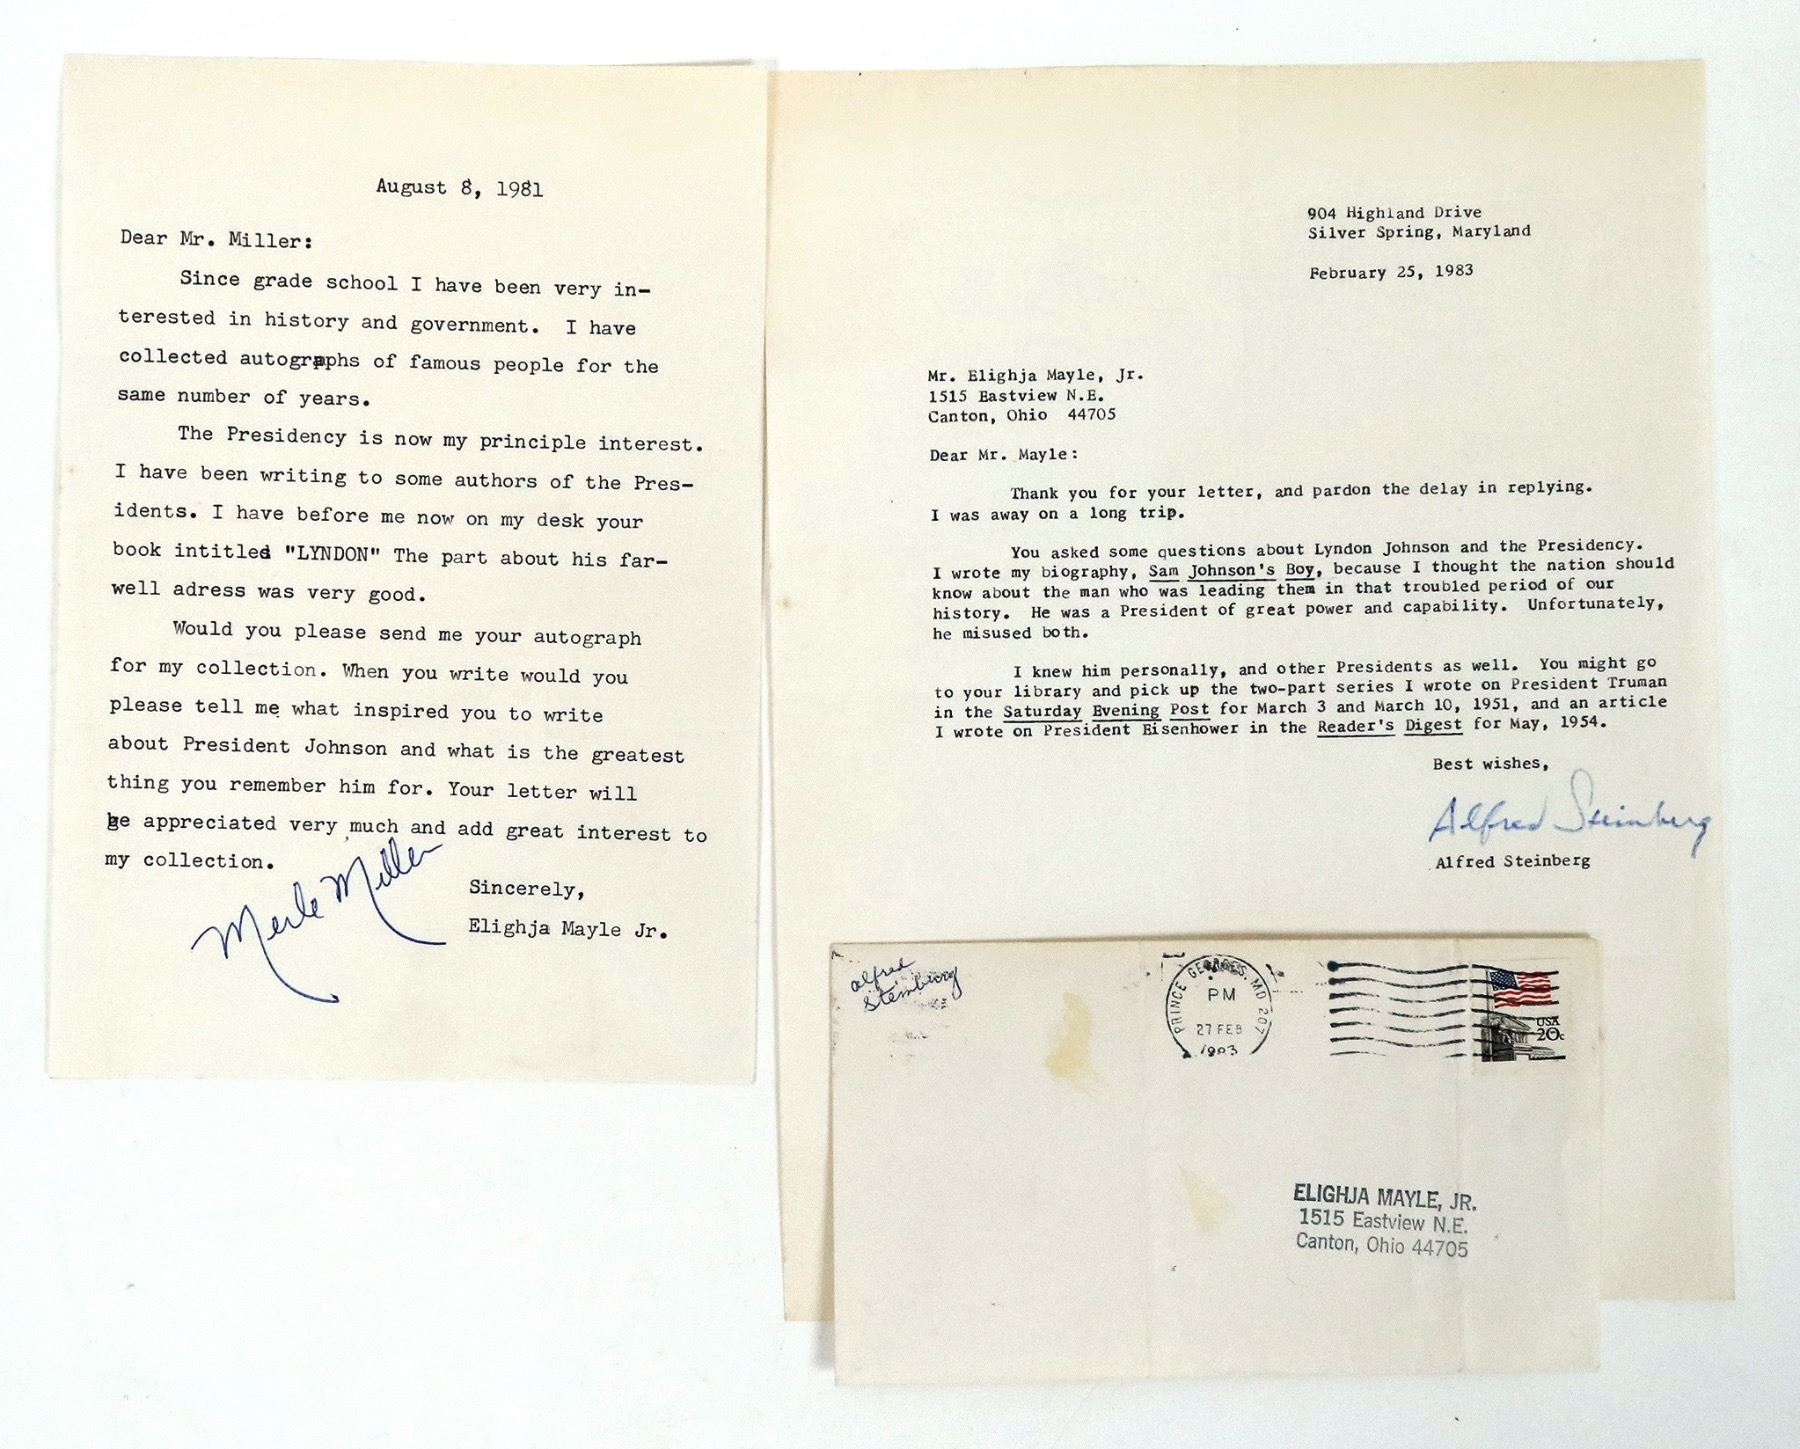 August 8, 1981
Dear Mr. Miller:
Since grade school I have been very in-
terested in history and government. I have
collected autographs of famous people for the
same number of years.
The Presidency is now my principle interest.
I have been writing to some authors of the Pres-
idents. I have before me now on my desk your
book intitled "LYNDON" The part about his far-
well adress was very good.
Would you please send me your autograph
for my collection. When you write would you
please tell me what inspired you to write
about President Johnson and what is the greatest
thing you remember him for. Your letter will
be appreciated very much and add great interest to
my collection.
Sincerely,
Elighja Mayle Jr.
Merle Miller
904 Highland Drive
Silver Spring, Maryland
February 25, 1983
Mr. Elighja Mayle, Jr.
1515 Eastview N.E.
Canton, Ohio 44705
Dear Mr. Mayle:
Thank you for your letter, and pardon the delay in replying.
I was away on a long trip.
You asked some questions about Lyndon Johnson and the Presidency.
I wrote my biography, Sam Johnson's Boy, because I thought the nation should
know about the man who was leading them in that troubled period of our
history. He was a President of great power and capability. Unfortunately,
he misused both.
I knew him personally, and other Presidents as well. You might go
to your library and pick up the two-part series I wrote on President Truman
in the Saturday Evening Post for March 3 and March 10, 1951, and an article
I wrote on President Eisenhower in the Reader's Digest for May, 1954.
Best wishes,
Alfred Steinberg
Alfred Steinberg
alfred
Steinberg
PRINCE GEORGES, MD 207
PM
27 FEB
1983
USA
20c
ELIGHJA MAYLE, JR.
1515 Eastview N.E.
Canton, Ohio 44705